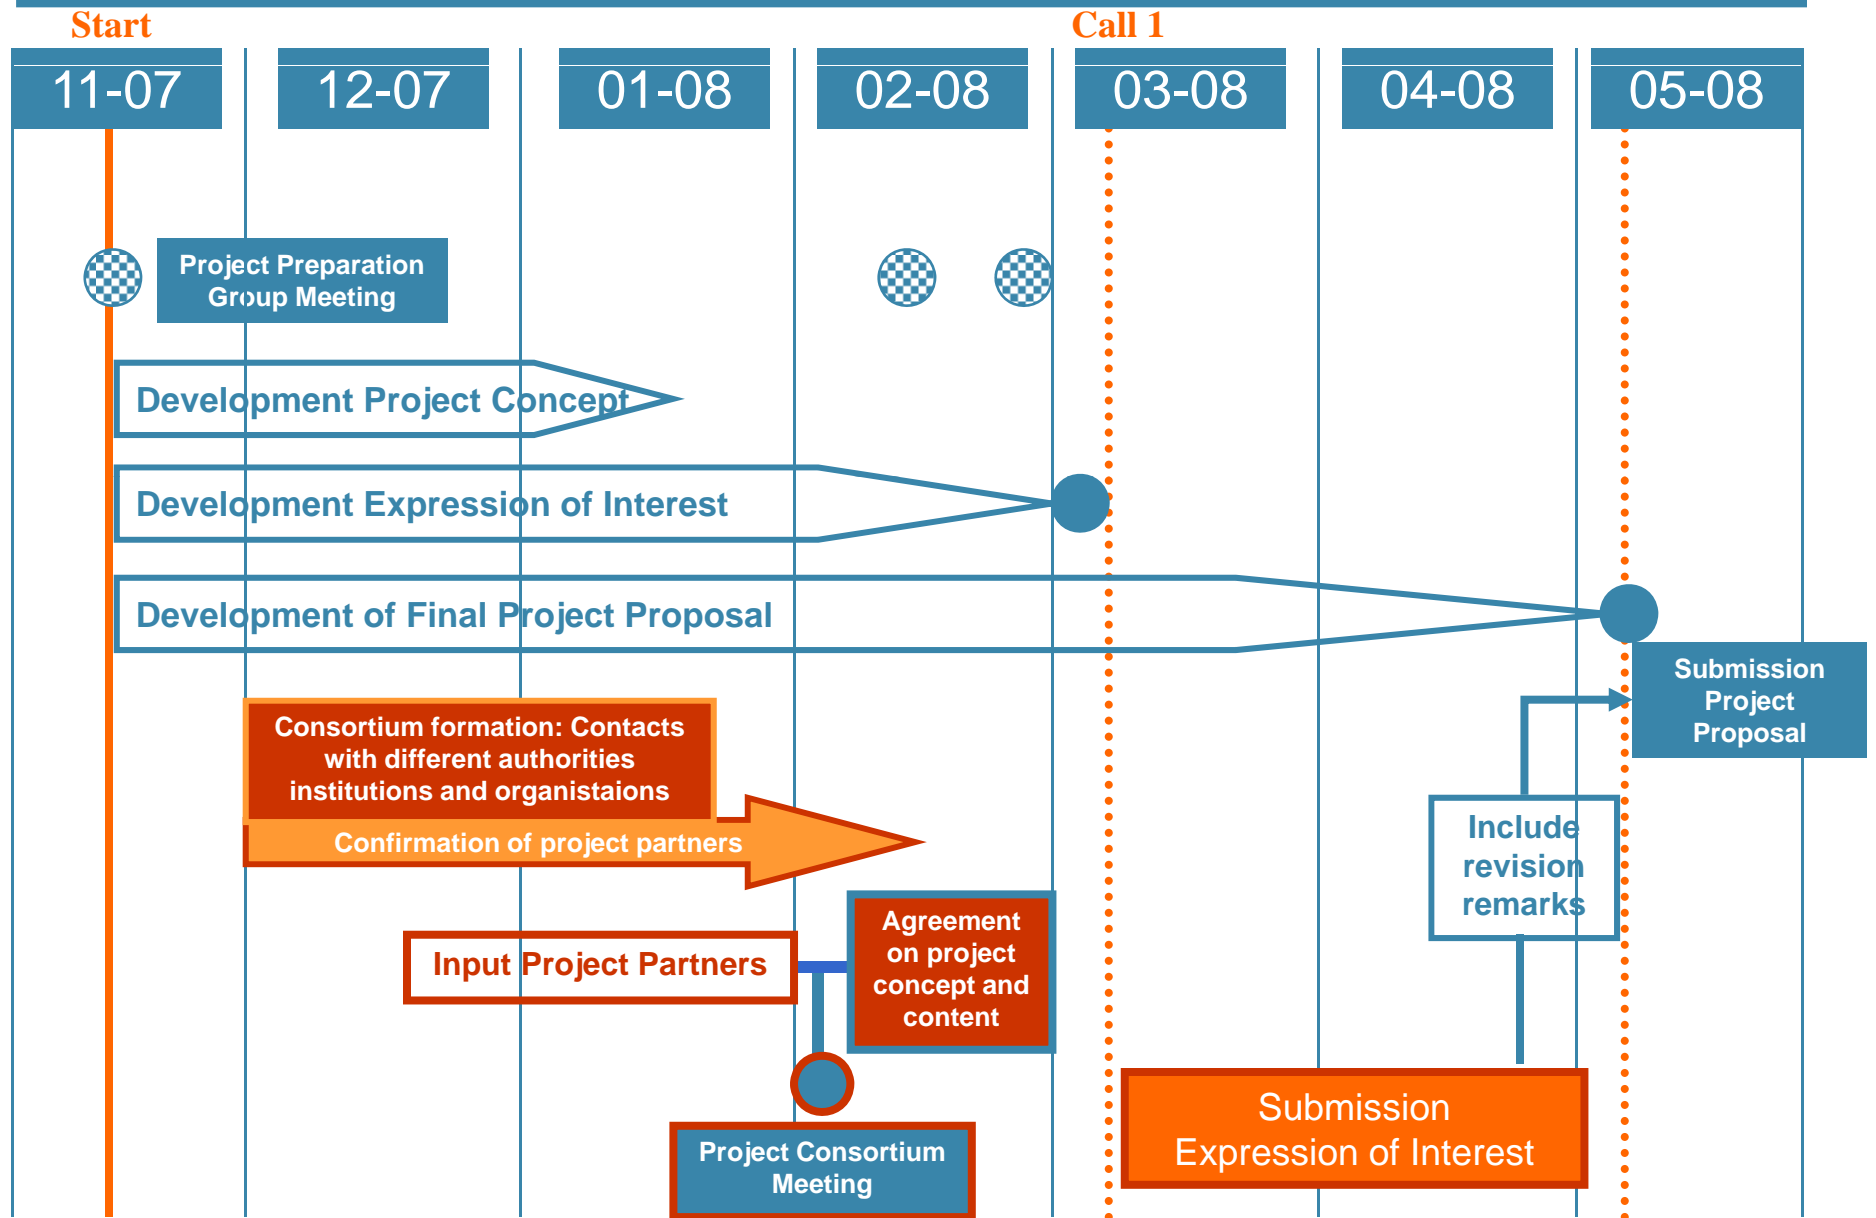 Start
Call 1
11-07
12-07
01-08
02-08
03-08
04-08
05-08
Project Preparation
Group Meeting
Development Project Concept
Development Expression of Interest
Development of Final Project Proposal
Submission
Project
Proposal
Consortium formation: Contacts
with different authorities
institutions and organistaions
Confirmation of project partners
Include
revision
remarks
Agreement
on project
concept and
content
Input Project Partners
Submission
Expression of Interest
Project Consortium
Meeting